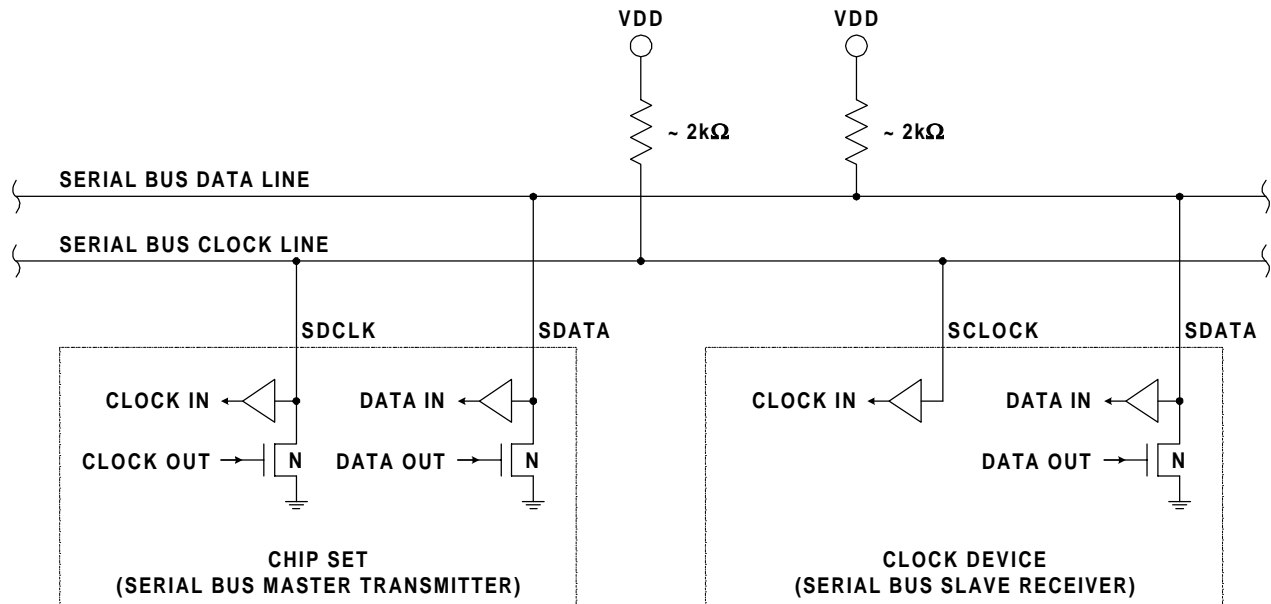 VDD VDD
~ 2kΩ ~ 2kΩ
SERIAL BUS DATA LINE
SERIAL BUS CLOCK LINE
SDCLK SDATA SCLOCK SDATA
CLOCK IN DATA IN CLOCK IN DATA IN
CLOCK OUT N DATA OUT N DATA OUT N
CHIP SET
(SERIAL BUS MASTER TRANSMITTER)
CLOCK DEVICE
(SERIAL BUS SLAVE RECEIVER)